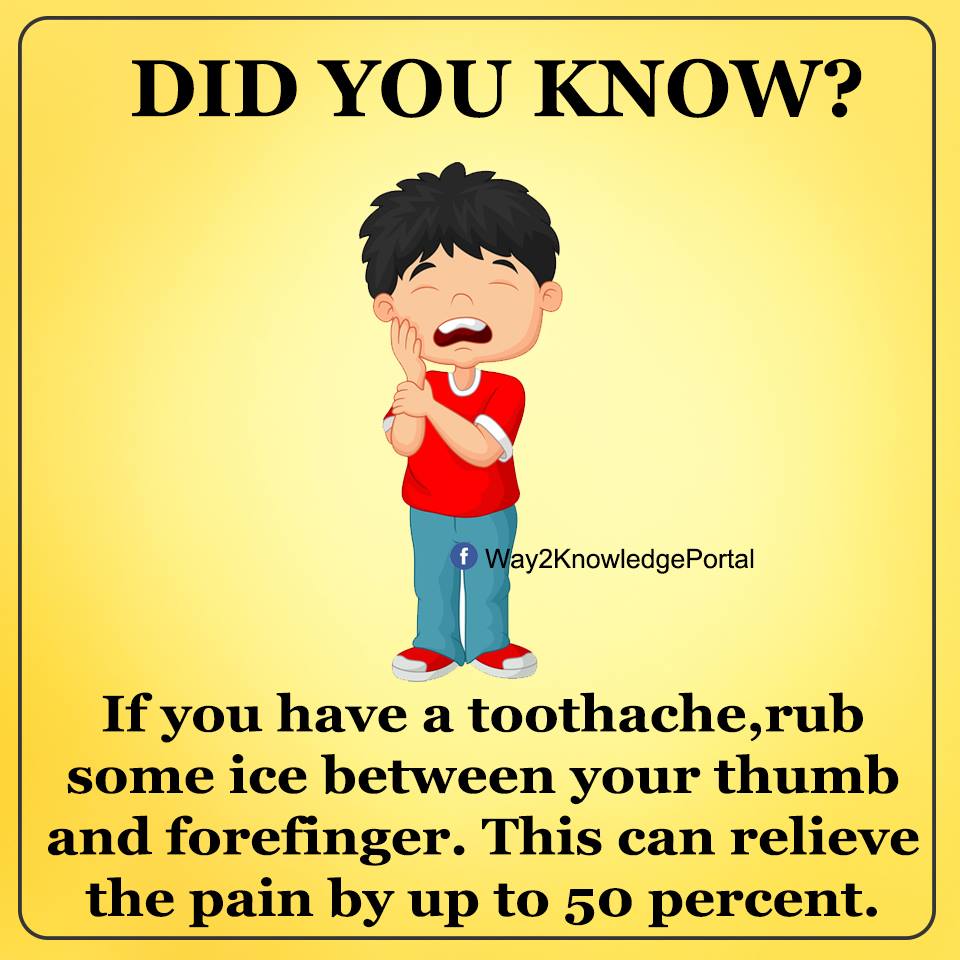 DID YOU KNOW?
f Way2KnowledgePortal
If you have a toothache,rub
some ice between your thumb
and forefinger. This can relieve
the pain by up to 50 percent.